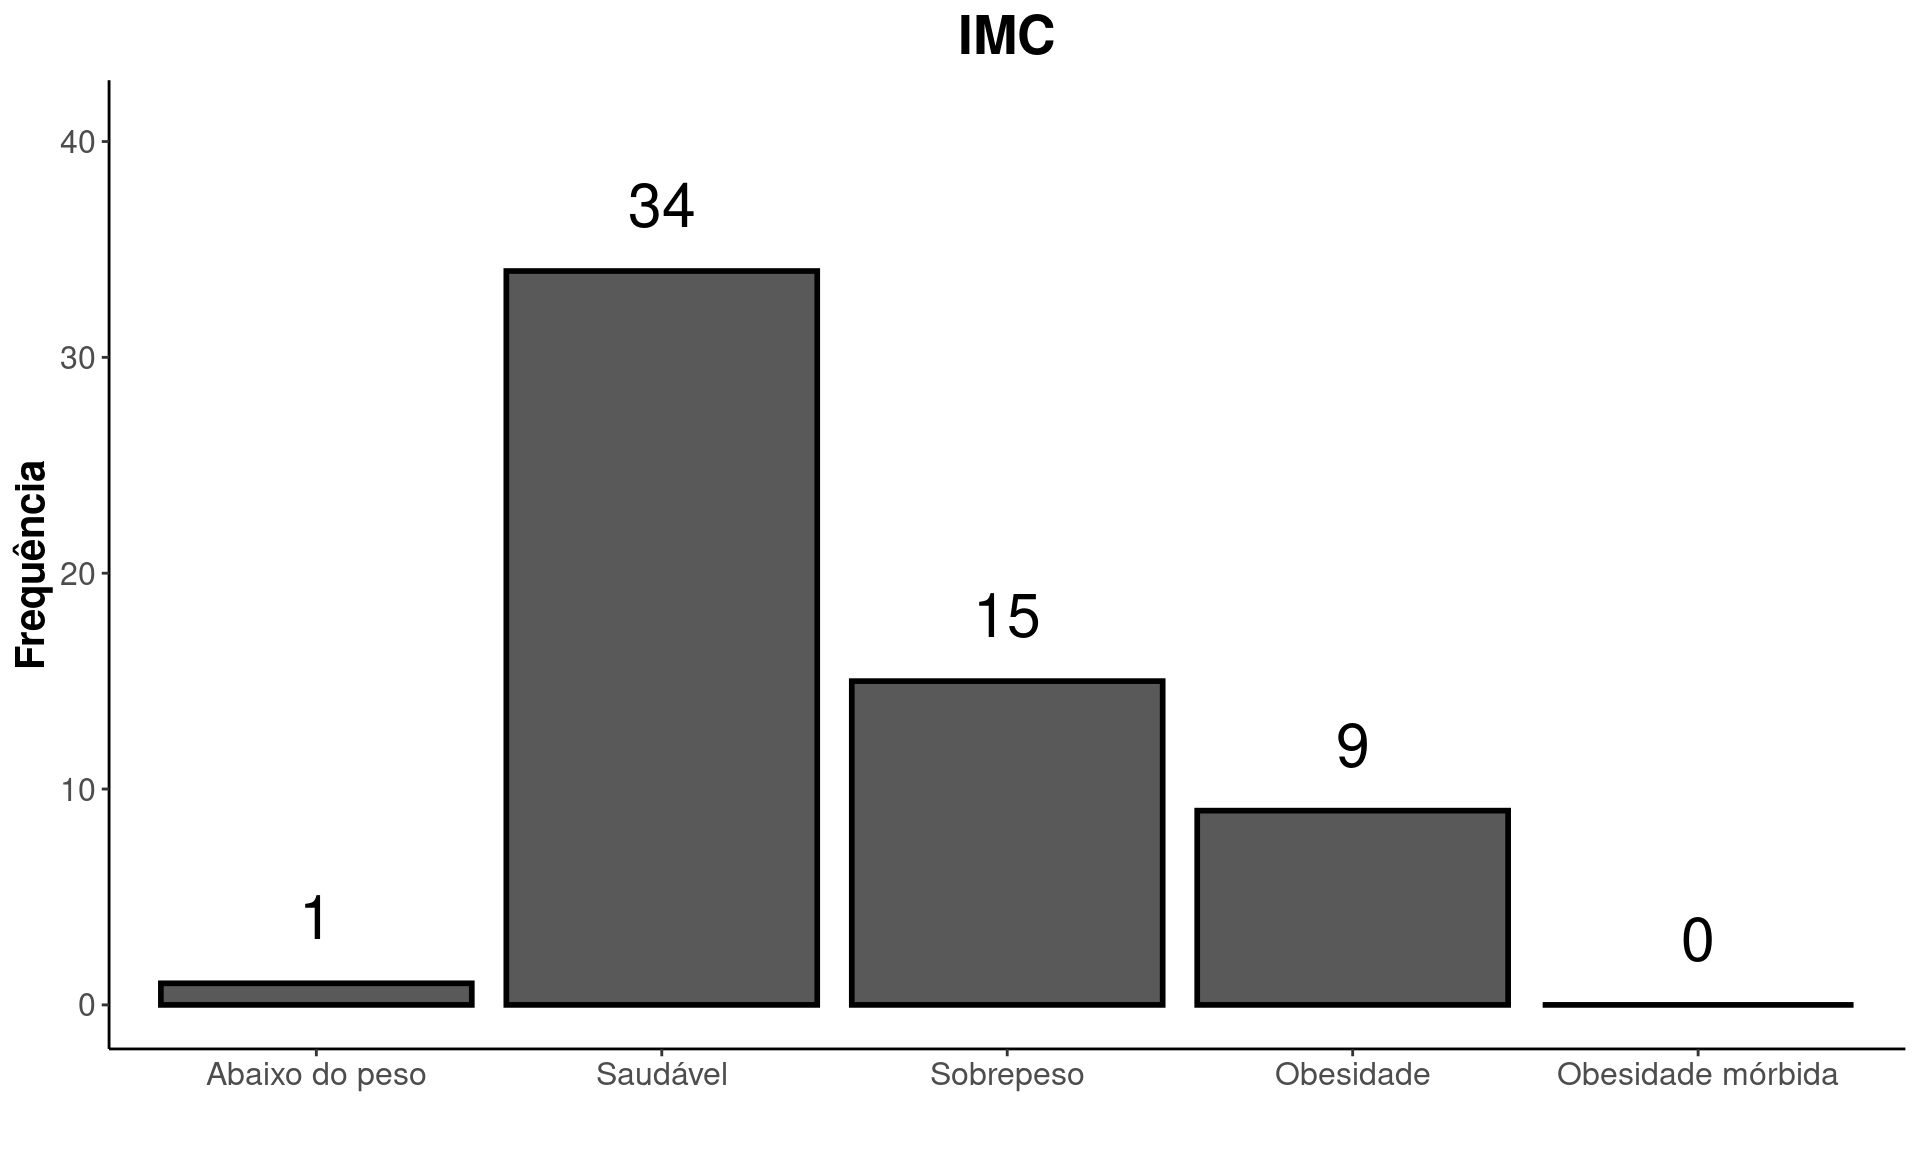 IMC
Frequência
40
30
20
10
0
1
34
15
9
0
Abaixo do peso
Saudável
Sobrepeso
Obesidade
Obesidade mórbida